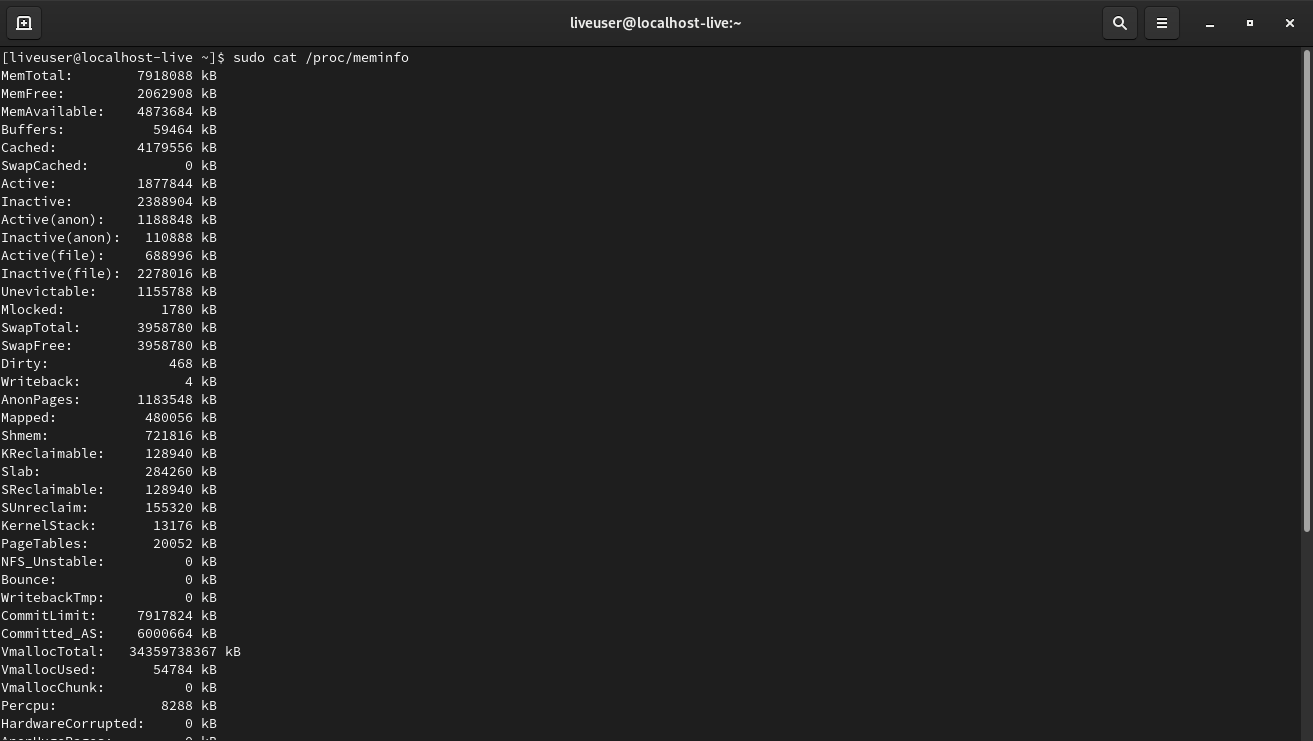 liveuser@localhost-live:~
[liveuser@localhost-live ~]$ sudo cat /proc/meminfo
MemTotal:        7918088 kB
MemFree:         2062908 kB
MemAvailable:    4873684 kB
Buffers:           59464 kB
Cached:          4179556 kB
SwapCached:            0 kB
Active:          1877844 kB
Inactive:        2388904 kB
Active(anon):    1188848 kB
Inactive(anon):   110888 kB
Active(file):     688996 kB
Inactive(file):  2278016 kB
Unevictable:     1155788 kB
Mlocked:            1780 kB
SwapTotal:       3958780 kB
SwapFree:        3958780 kB
Dirty:               468 kB
Writeback:             4 kB
AnonPages:       1183548 kB
Mapped:           480056 kB
Shmem:            721816 kB
KReclaimable:     128940 kB
Slab:             284260 kB
SReclaimable:     128940 kB
SUnreclaim:       155320 kB
KernelStack:       13176 kB
PageTables:        20052 kB
NFS_Unstable:          0 kB
Bounce:                0 kB
WritebackTmp:          0 kB
CommitLimit:     7917824 kB
Committed_AS:    6000664 kB
VmallocTotal:   34359738367 kB
VmallocUsed:       54784 kB
VmallocChunk:          0 kB
Percpu:             8288 kB
HardwareCorrupted:     0 kB